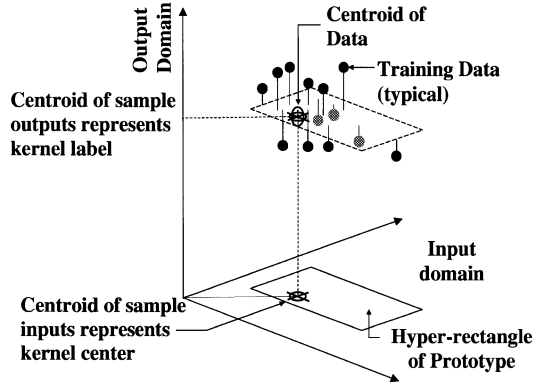 Output
Domain
Centroid of
Data
Training Data
(typical)
Centroid of sample
outputs represents
kernel label
Input
domain
Centroid of sample
inputs represents
kernel center
Hyper-rectangle
of Prototype